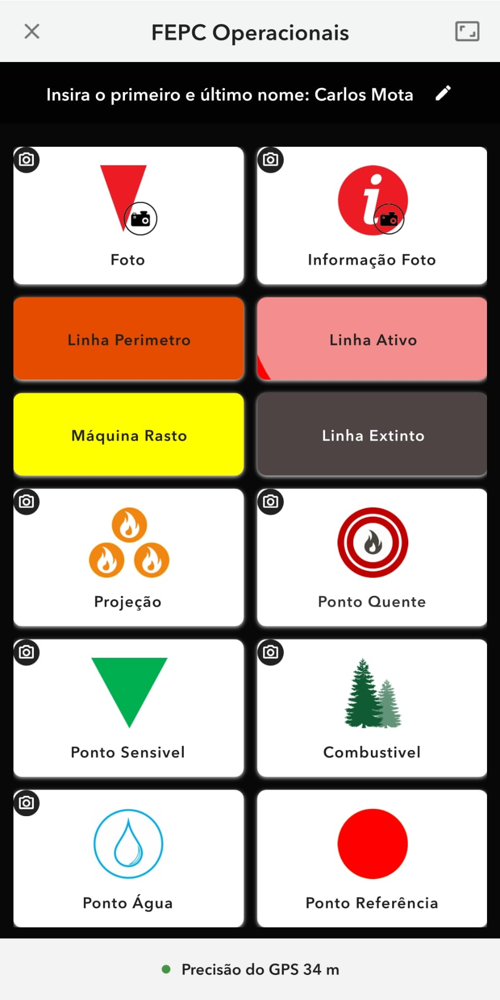 FEPC Operacionais
Insira o primeiro e último nome: Carlos Mota
Foto
Informação Foto
Linha Perimetro
Linha Ativo
Máquina Rasto
Linha Extinto
Projeção
Ponto Quente
Ponto Sensivel
Combustivel
Ponto Água
Ponto Referência
Precisão do GPS 34 m